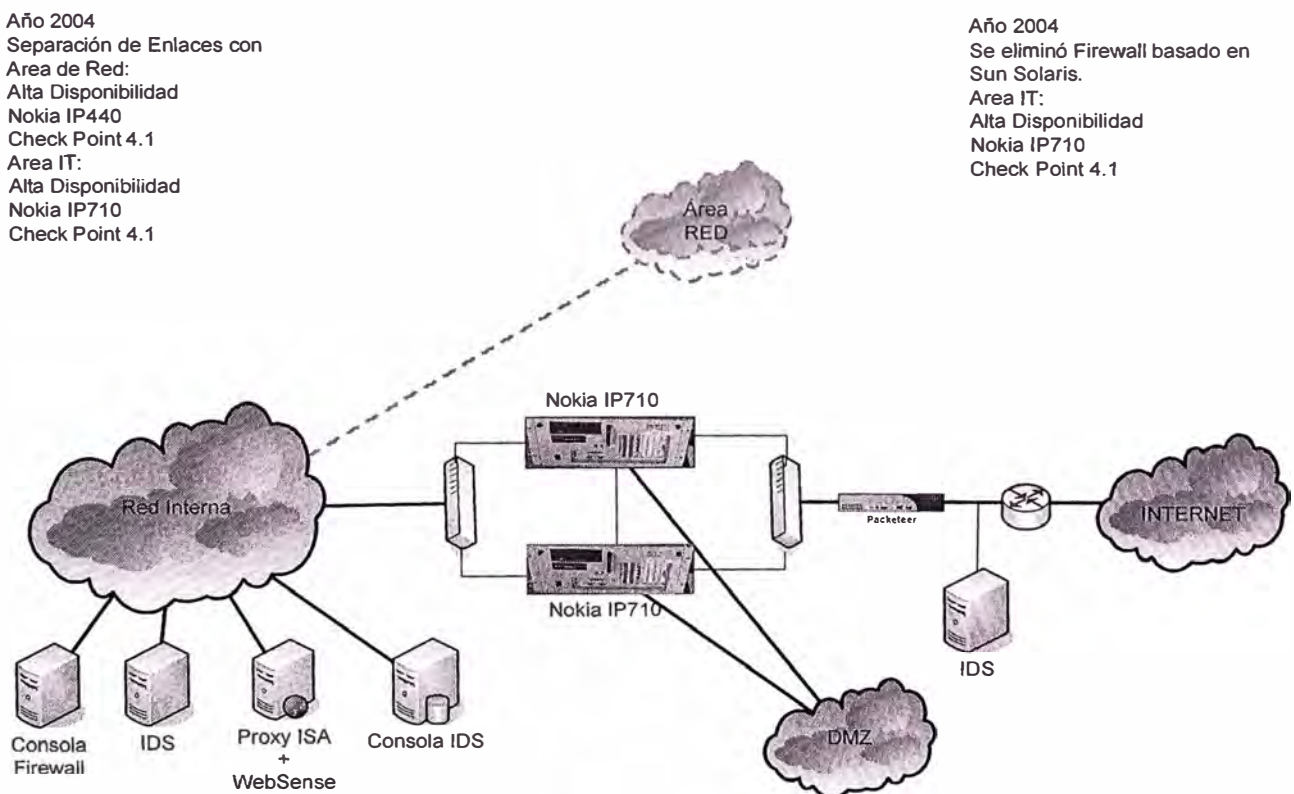 Año 2004
Separación de Enlaces con
Area de Red:
Alta Disponibilidad
Nokia IP440
Check Point 4.1
Area IT:
Alta Disponibilidad
Nokia IP710
Check Point 4.1
Año 2004
Se eliminó Firewall basado en
Sun Solaris.
Area IT:
Alta Disponibilidad
Nokia IP710
Check Point 4.1
Área
RED
Nokia IP710
Red Interna
Packeteer
INTERNET
Nokia IP710
IDS
Consola
Firewall
IDS
Proxy ISA
+
WebSense
Consola IDS
DMZ